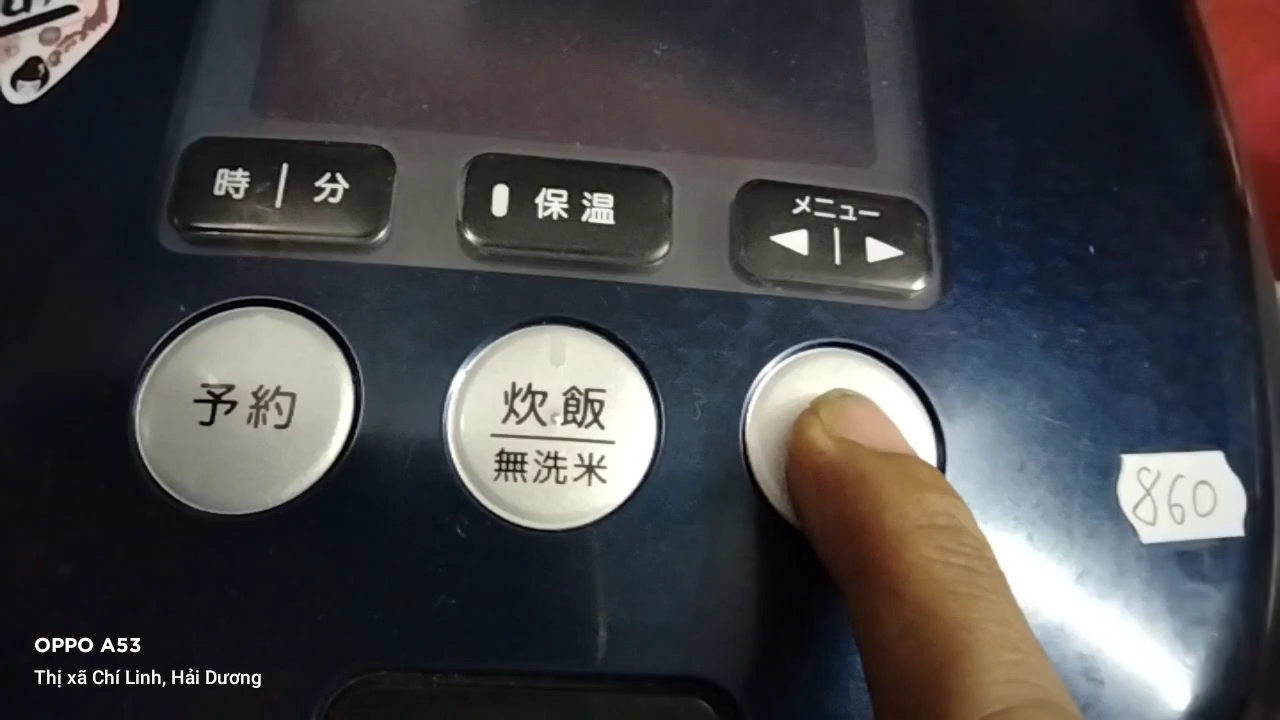 時 | 分
保温
メニュー
◀ | ▶
予約
炊飯
無洗米
860
OPPO A53
Thị xã Chí Linh, Hải Dương